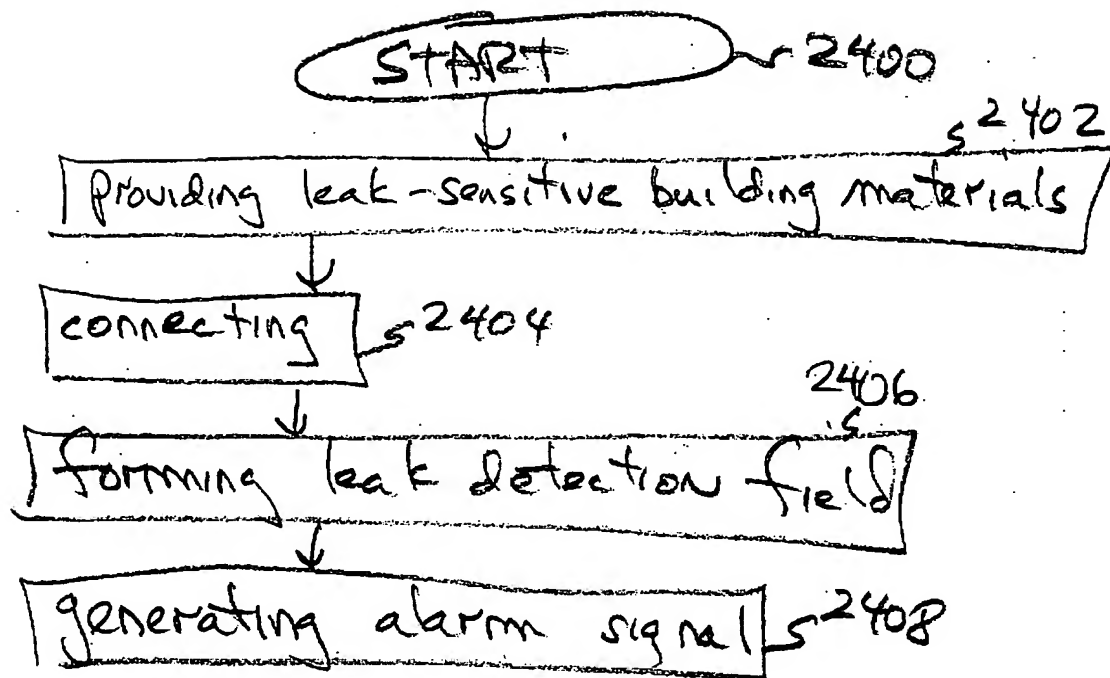 START 2400
2402
providing leak-sensitive building materials
connecting 2404
2406
forming leak detection field
generating alarm signal 2408